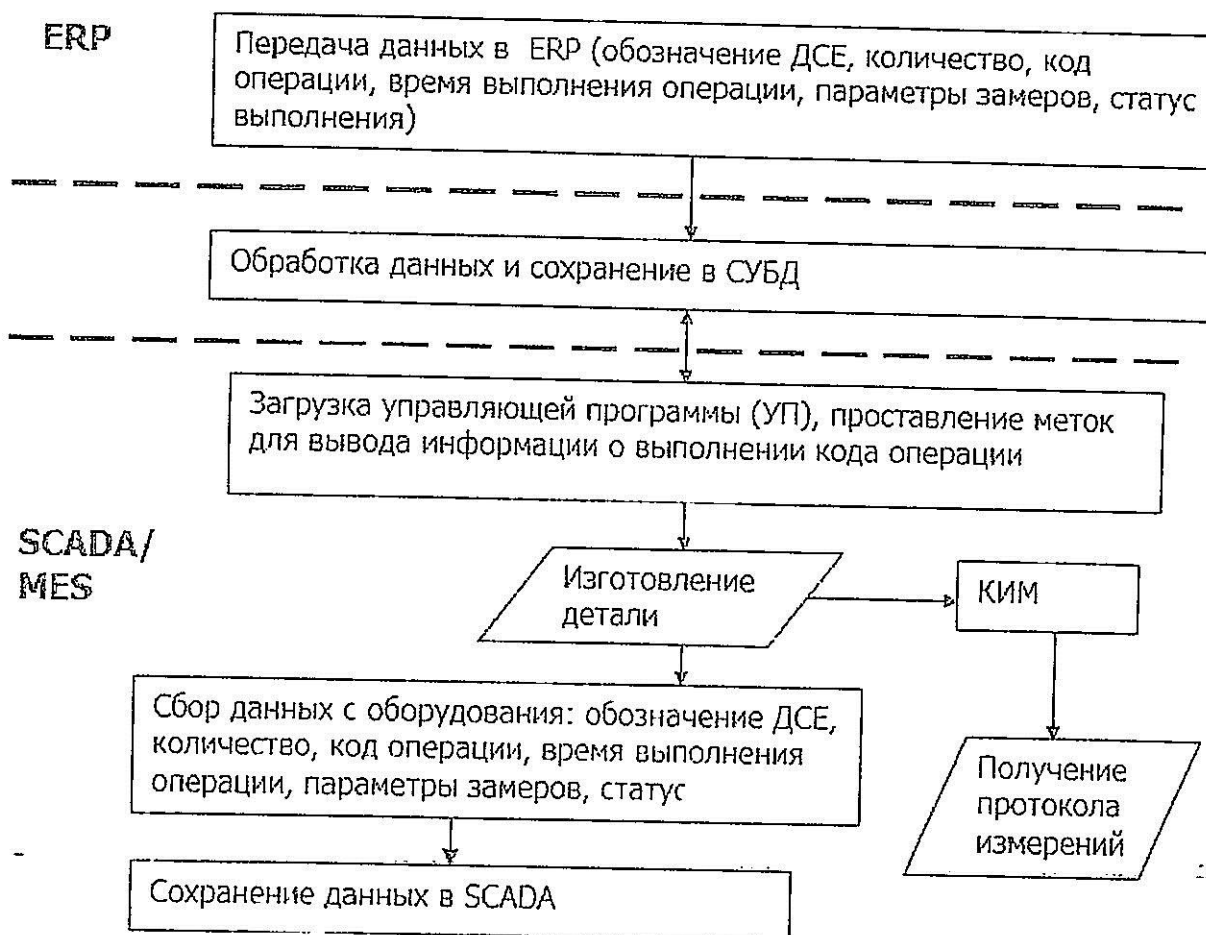 ERP
Передача данных в ERP (обозначение ДСЕ, количество, код
операции, время выполнения операции, параметры замеров, статус
выполнения)
Обработка данных и сохранение в СУБД
Загрузка управляющей программы (УП), проставление меток
для вывода информации о выполнении кода операции
SCADA/
MES
Изготовление
детали
КИМ
Сбор данных с оборудования: обозначение ДСЕ,
количество, код операции, время выполнения
операции, параметры замеров, статус
Получение
протокола
измерений
Сохранение данных в SCADA